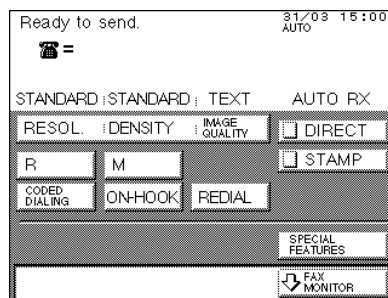 Ready to send.
31/03 15:00
AUTO
☎=
STANDARD STANDARD TEXT AUTO RX
RESOL. DENSITY IMAGE QUALITY
DIRECT
R M
STAMP
CODED DIALING
ON-HOOK
REDIAL
SPECIAL FEATURES
FAX MONITOR